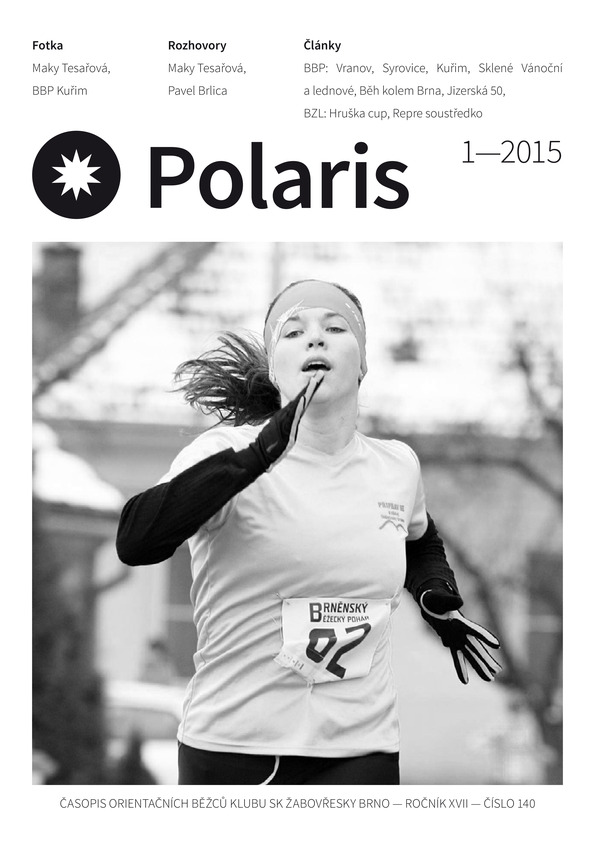 Fotka
Maky Tesařová,
BBP Kuřim
Rozhovory
Maky Tesařová,
Pavel Brlica
Články
BBP: Vranov, Syrovice, Kuřim, Sklené Vánoční
a lednové, Běh kolem Brna, Jizerská 50,
BZL: Hruška cup, Repre soustředko
Polaris
1—2015
BRNĚNSKÝ
BĚŽECKÝ POHÁR
92
ČASOPIS ORIENTAČNÍCH BĚŽCŮ KLUBU SK ŽABOVŘESKY BRNO — ROČNÍK XVII — ČÍSLO 140